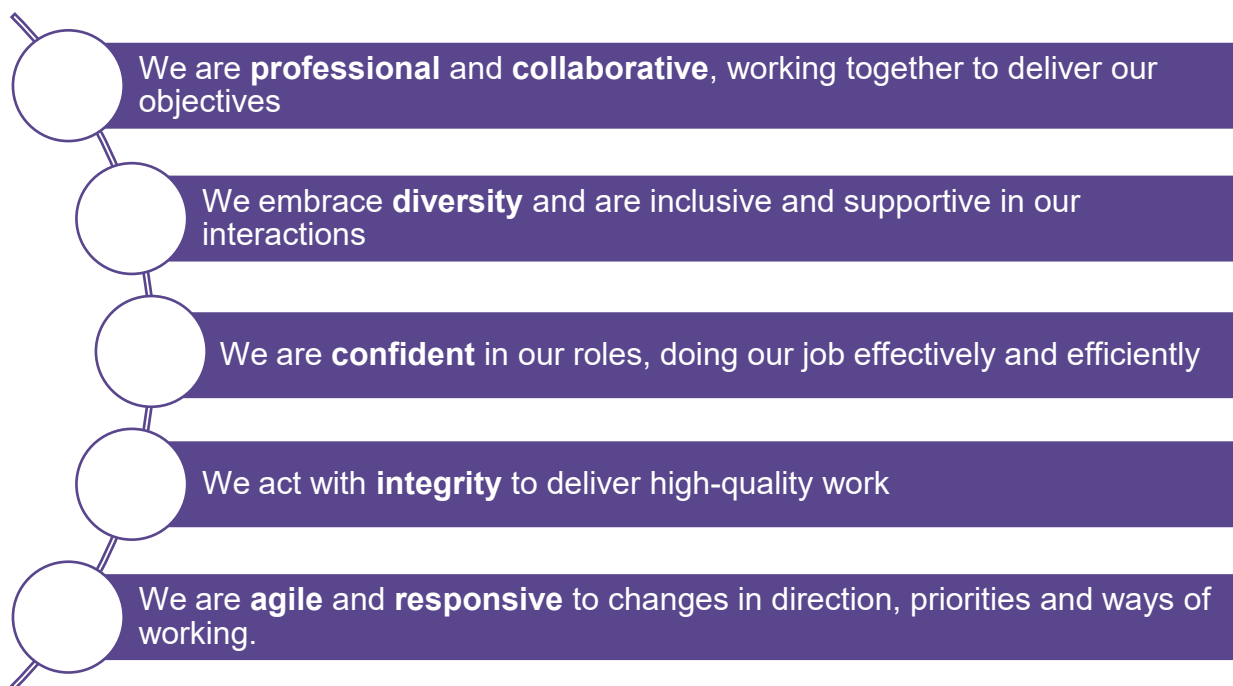 We are professional and collaborative, working together to deliver our
objectives
We embrace diversity and are inclusive and supportive in our
interactions
We are confident in our roles, doing our job effectively and efficiently
We act with integrity to deliver high-quality work
We are agile and responsive to changes in direction, priorities and ways of
working.